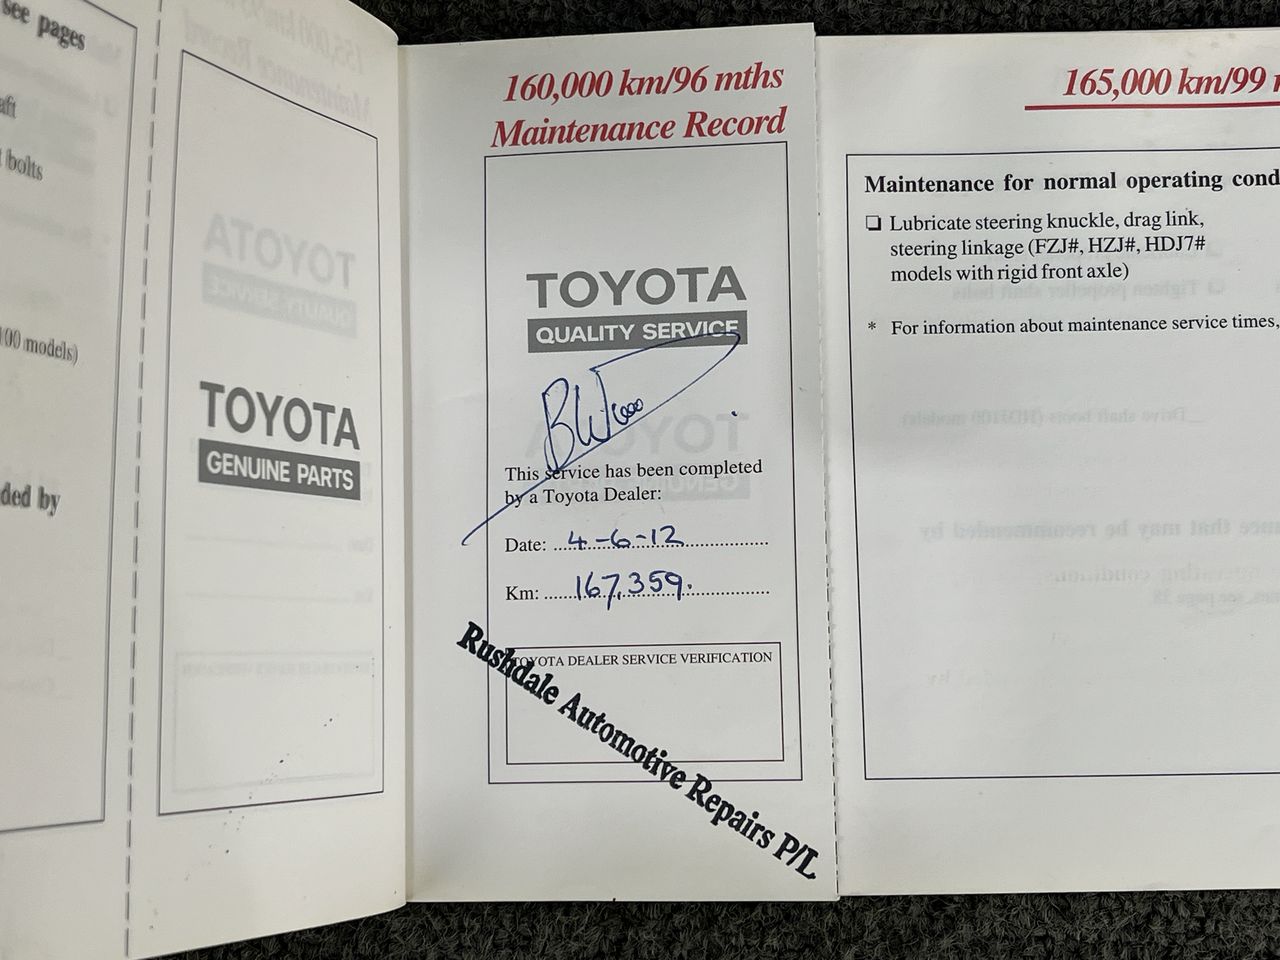 see pages
aft
bolts
100 models)
ded by
TOYOTA
GENUINE PARTS
160,000 km/96 mths
Maintenance Record
TOYOTA
QUALITY SERVICE
This service has been completed
by a Toyota Dealer:
Date: 4-6-12
Km: 167,359.
TOYOTA DEALER SERVICE VERIFICATION
Rushdale Automotive Repairs P/L
165,000 km/99
Maintenance for normal operating cond
❏ Lubricate steering knuckle, drag link,
steering linkage (FZJ#, HZJ#, HDJ7#
models with rigid front axle)
* For information about maintenance service times,